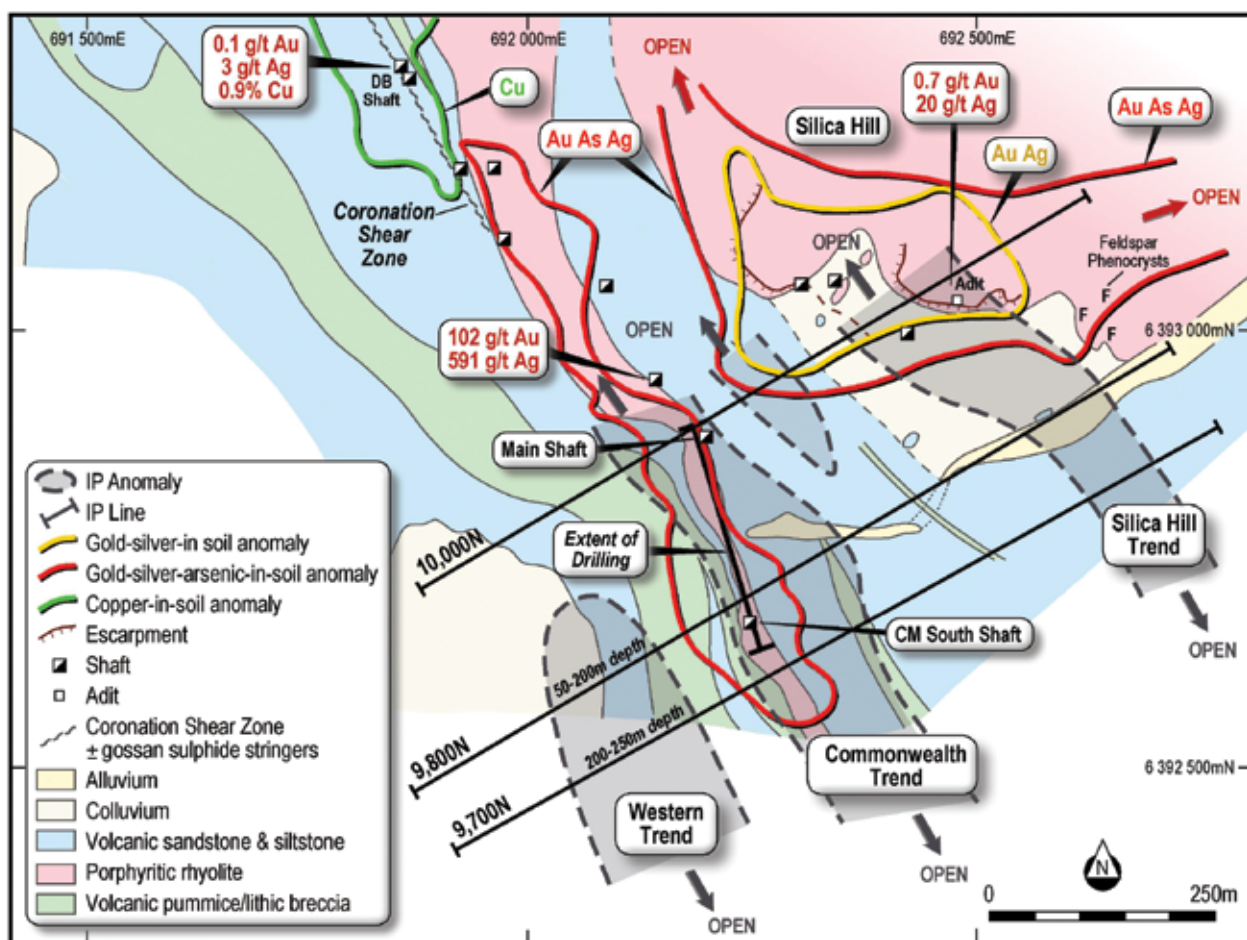 691 500mE
692 000mE
692 500mE
0.1 g/t Au
3 g/t Ag
0.9% Cu
DB
Shaft
Cu
OPEN
0.7 g/t Au
20 g/t Ag
Silica Hill
Au As Ag
Au As Ag
Au Ag
Coronation
Shear
Zone
OPEN
OPEN
Feldspar
Phenocrysts
Adit
F
F
F
6 393 000mN
OPEN
102 g/t Au
591 g/t Ag
Main Shaft
Extent of
Drilling
10,000N
Silica Hill
Trend
CM South Shaft
OPEN
50-200m depth
9,800N
200-250m depth
9,700N
Commonwealth
Trend
6 392 500mN
Western
Trend
OPEN
OPEN
N
0
250m
IP Anomaly
IP Line
Gold-silver-in soil anomaly
Gold-silver-arsenic-in-soil anomaly
Copper-in-soil anomaly
Escarpment
Shaft
Adit
Coronation Shear Zone
± gossan sulphide stringers
Alluvium
Colluvium
Volcanic sandstone & siltstone
Porphyritic rhyolite
Volcanic pummice/lithic breccia